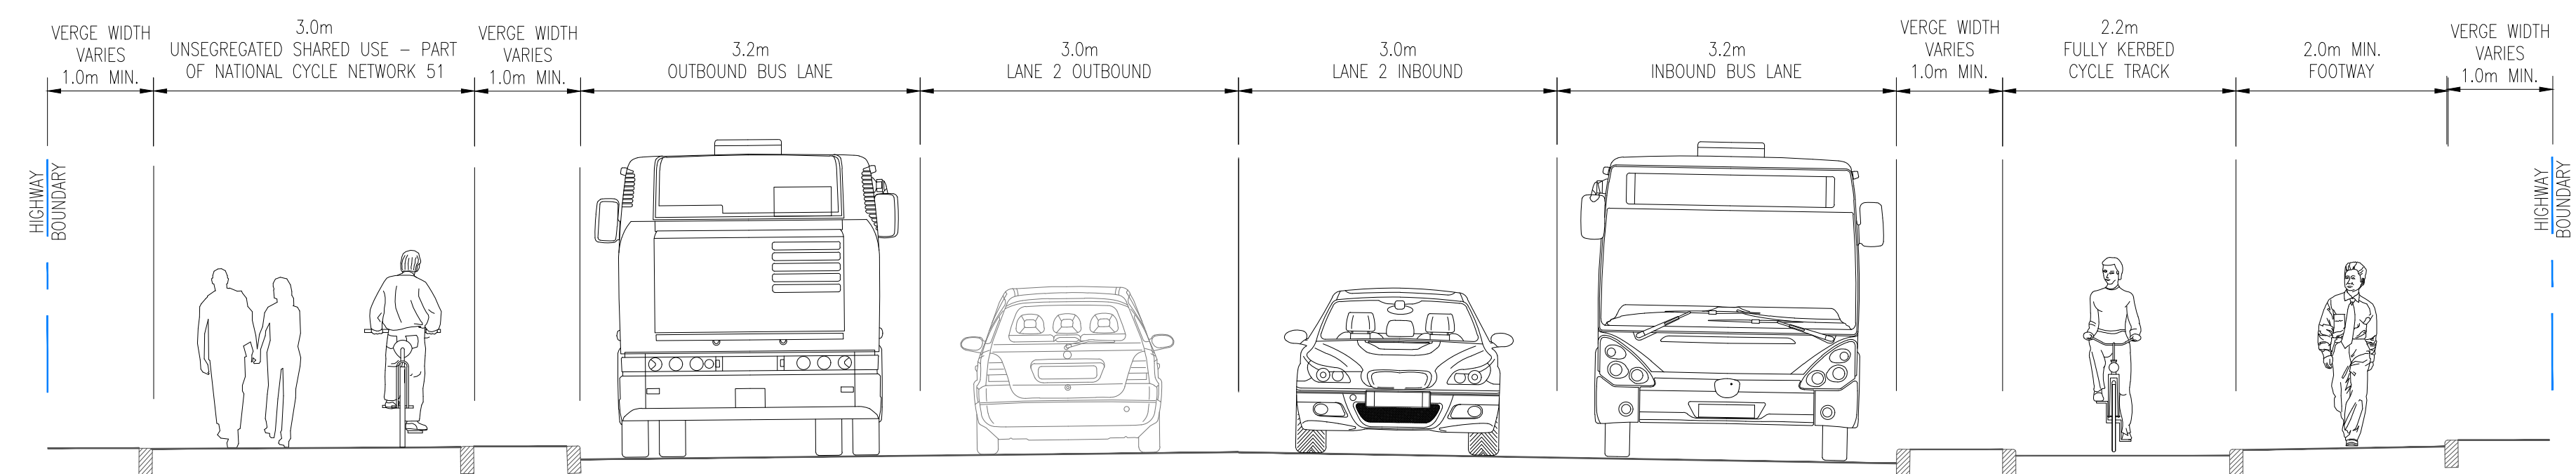 VERGE WIDTH
VARIES
1.0m MIN.
3.0m
UNSEGREGATED SHARED USE – PART
OF NATIONAL CYCLE NETWORK 51
VERGE WIDTH
VARIES
1.0m MIN.
3.2m
OUTBOUND BUS LANE
3.0m
LANE 2 OUTBOUND
3.0m
LANE 2 INBOUND
3.2m
INBOUND BUS LANE
VERGE WIDTH
VARIES
1.0m MIN.
2.2m
FULLY KERBED
CYCLE TRACK
2.0m MIN.
FOOTWAY
VERGE WIDTH
VARIES
1.0m MIN.
HIGHWAY
BOUNDARY
HIGHWAY
BOUNDARY